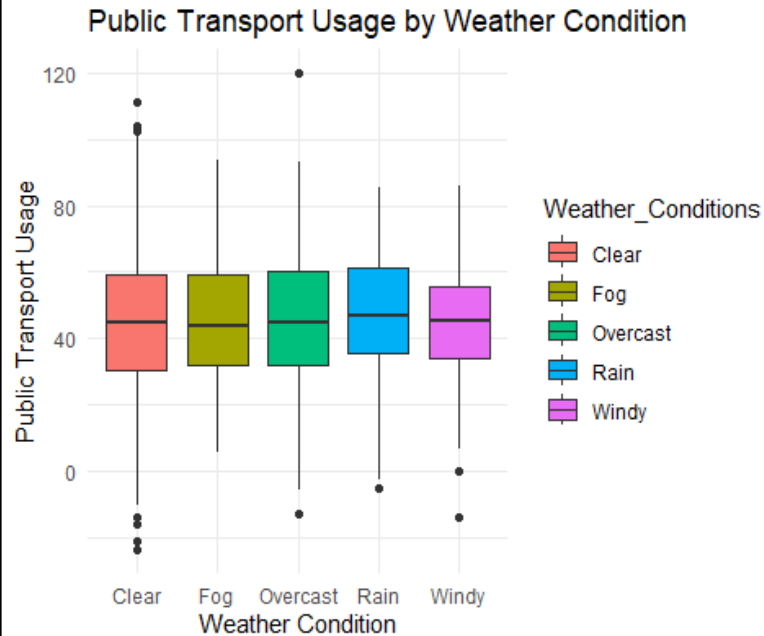 Public Transport Usage by Weather Condition
120
80
40
0
Public Transport Usage
Clear Fog Overcast Rain Windy
Weather Condition
Weather_Conditions
Clear
Fog
Overcast
Rain
Windy